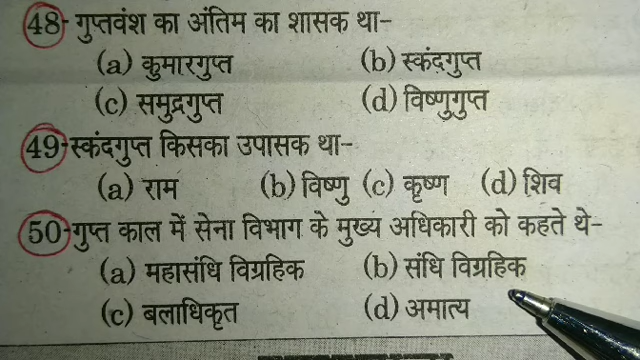 48- गुप्तवंश का अंतिम का शासक था-
(a) कुमारगुप्त (b) स्कंदगुप्त
(c) समुद्रगुप्त (d) विष्णुगुप्त
49-स्कंदगुप्त किसका उपासक था-
(a) राम (b) विष्णु (c) कृष्ण (d) शिव
50-गुप्त काल में सेना विभाग के मुख्य अधिकारी को कहते थे-
(a) महासंधि विग्रहिक (b) संधि विग्रहिक
(c) बलाधिकृत (d) अमात्य